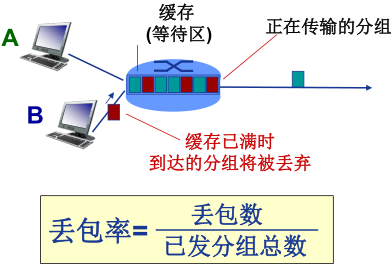 缓存
(等待区)
正在传输的分组
A
B
缓存已满时
到达的分组将被丢弃
丢包率=
丢包数
已发分组总数